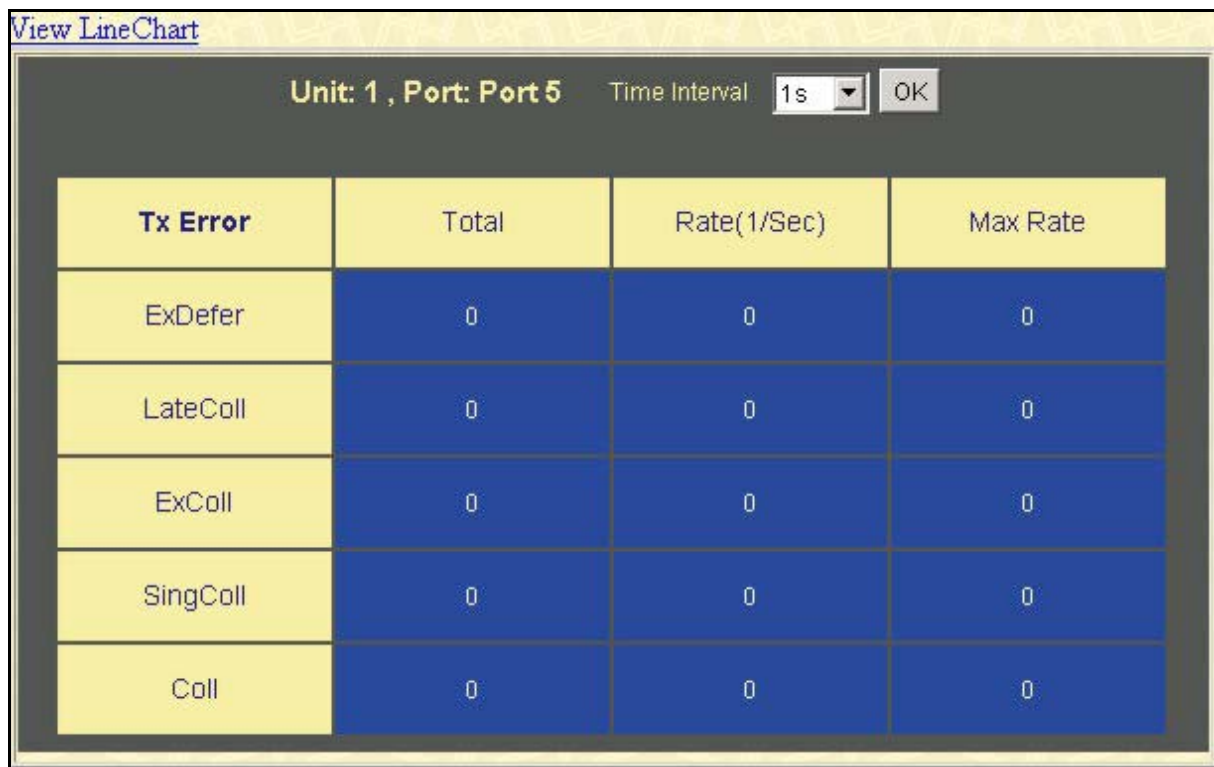 View LineChart
Unit: 1 , Port: Port 5 Time Interval 1s OK
Tx Error Total Rate(1/Sec) Max Rate
ExDefer 0 0 0
LateColl 0 0 0
ExColl 0 0 0
SingColl 0 0 0
Coll 0 0 0